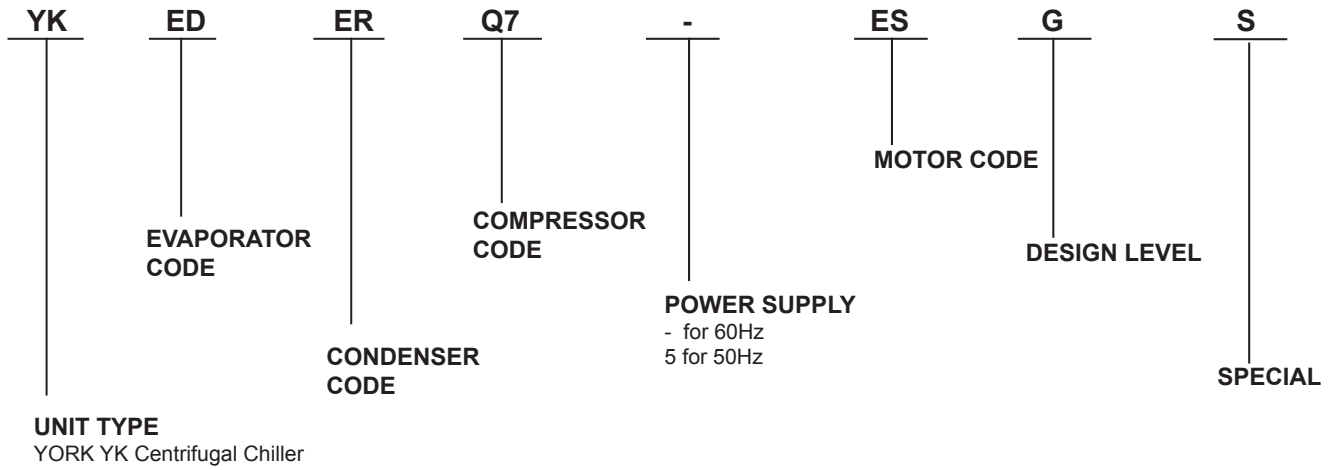 YK ED ER Q7 - ES G S
MOTOR CODE
COMPRESSOR
CODE
EVAPORATOR
CODE
DESIGN LEVEL
POWER SUPPLY
- for 60Hz
5 for 50Hz
CONDENSER
CODE
SPECIAL
UNIT TYPE
YORK YK Centrifugal Chiller